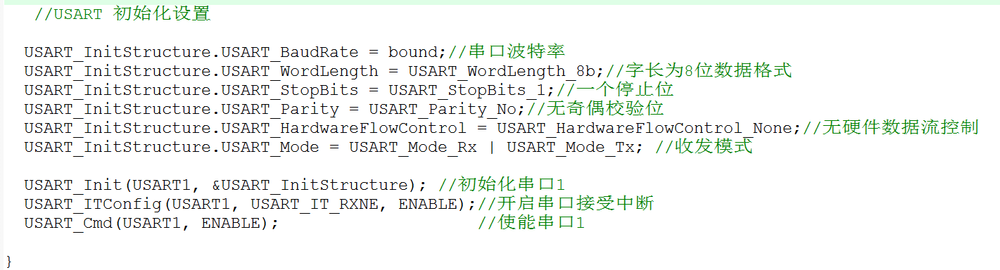 //USART 初始化设置
USART_InitStructure.USART_BaudRate = bound;//串口波特率
USART_InitStructure.USART_WordLength = USART_WordLength_8b;//字长为8位数据格式
USART_InitStructure.USART_StopBits = USART_StopBits_1;//一个停止位
USART_InitStructure.USART_Parity = USART_Parity_No;//无奇偶校验位
USART_InitStructure.USART_HardwareFlowControl = USART_HardwareFlowControl_None;//无硬件数据流控制
USART_InitStructure.USART_Mode = USART_Mode_Rx | USART_Mode_Tx; //收发模式
USART_Init(USART1, &USART_InitStructure); //初始化串口1
USART_ITConfig(USART1, USART_IT_RXNE, ENABLE);//开启串口接受中断
USART_Cmd(USART1, ENABLE);                    //使能串口1
}